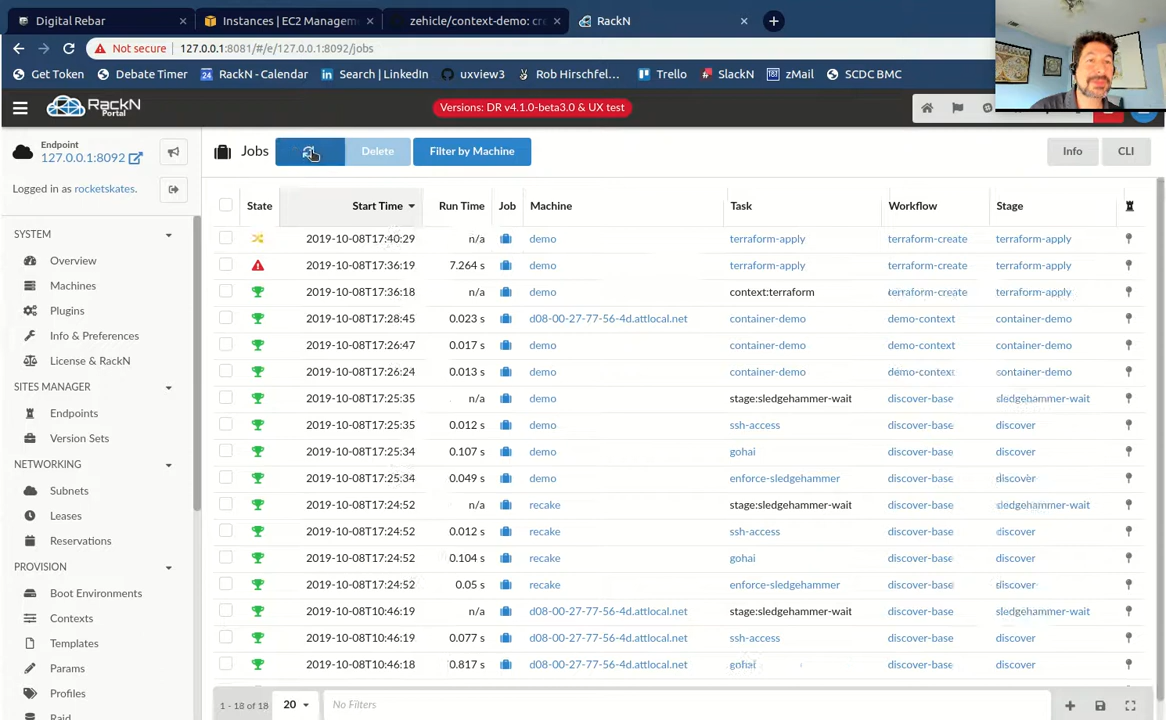 Digital Rebar
Instances | EC2 Managem
zehicle/context-demo: cr
RackN
Not secure 127.0.0.1:8081/#/e/127.0.0.1:8092/jobs
Get Token
Debate Timer
RackN - Calendar
Search | LinkedIn
uxview3
Rob Hirschfel...
Trello
SlackN
zMail
SCDC BMC
RackN
Portal
Versions: DR v4.1.0-beta3.0 & UX test
Endpoint
127.0.0.1:8092
Logged in as rocketskates.
SYSTEM
Overview
Machines
Plugins
Info & Preferences
License & RackN
SITES MANAGER
Endpoints
Version Sets
NETWORKING
Subnets
Leases
Reservations
PROVISION
Boot Environments
Contexts
Templates
Params
Profiles
Raid
Jobs Delete Filter by Machine Info CLI
State Start Time Run Time Job Machine Task Workflow Stage
2019-10-08T17:40:29 n/a demo terraform-apply terraform-create terraform-apply
2019-10-08T17:36:19 7.264 s demo terraform-apply terraform-create terraform-apply
2019-10-08T17:36:18 n/a demo context:terraform terraform-create terraform-apply
2019-10-08T17:28:45 0.023 s d08-00-27-77-56-4d.attlocal.net container-demo demo-context container-demo
2019-10-08T17:26:47 0.017 s demo container-demo demo-context container-demo
2019-10-08T17:26:24 0.013 s demo container-demo demo-context container-demo
2019-10-08T17:25:35 n/a demo stage:sledgehammer-wait discover-base sledgehammer-wait
2019-10-08T17:25:35 0.012 s demo ssh-access discover-base discover
2019-10-08T17:25:34 0.107 s demo gohai discover-base discover
2019-10-08T17:25:34 0.049 s demo enforce-sledgehammer discover-base discover
2019-10-08T17:24:52 n/a recake stage:sledgehammer-wait discover-base sledgehammer-wait
2019-10-08T17:24:52 0.012 s recake ssh-access discover-base discover
2019-10-08T17:24:52 0.104 s recake gohai discover-base discover
2019-10-08T17:24:52 0.05 s recake enforce-sledgehammer discover-base discover
2019-10-08T10:46:19 n/a d08-00-27-77-56-4d.attlocal.net stage:sledgehammer-wait discover-base sledgehammer-wait
2019-10-08T10:46:19 0.077 s d08-00-27-77-56-4d.attlocal.net ssh-access discover-base discover
2019-10-08T10:46:18 0.817 s d08-00-27-77-56-4d.attlocal.net gohai discover-base discover
1 - 18 of 18 20 No Filters